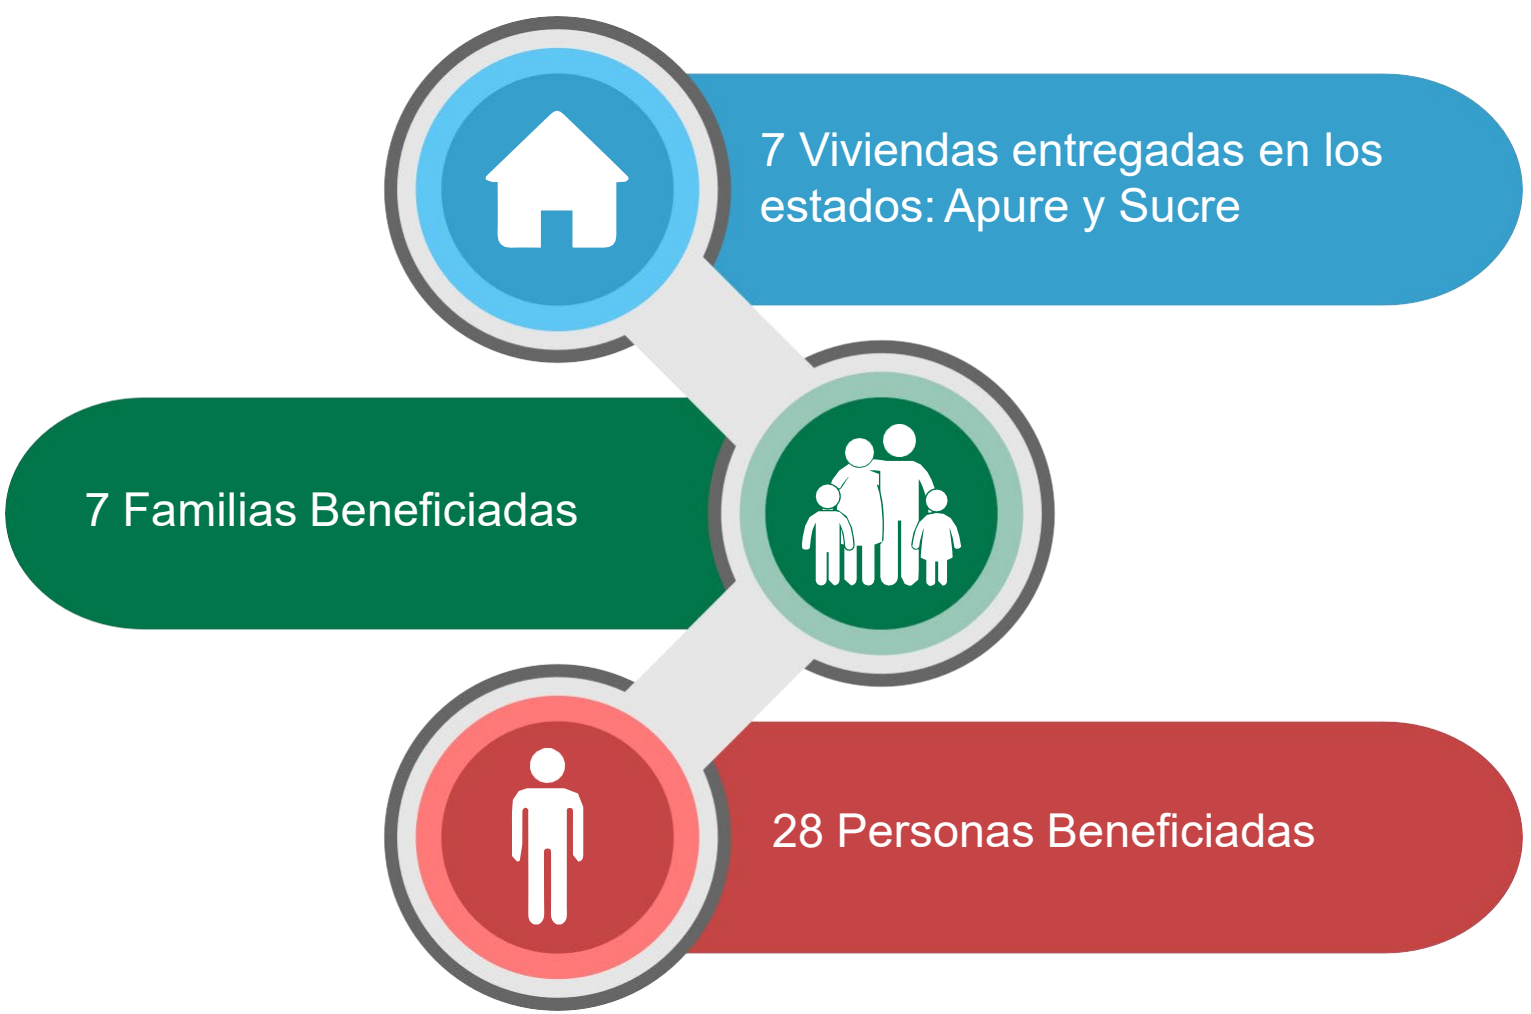 7 Viviendas entregadas en los
estados: Apure y Sucre
7 Familias Beneficiadas
28 Personas Beneficiadas